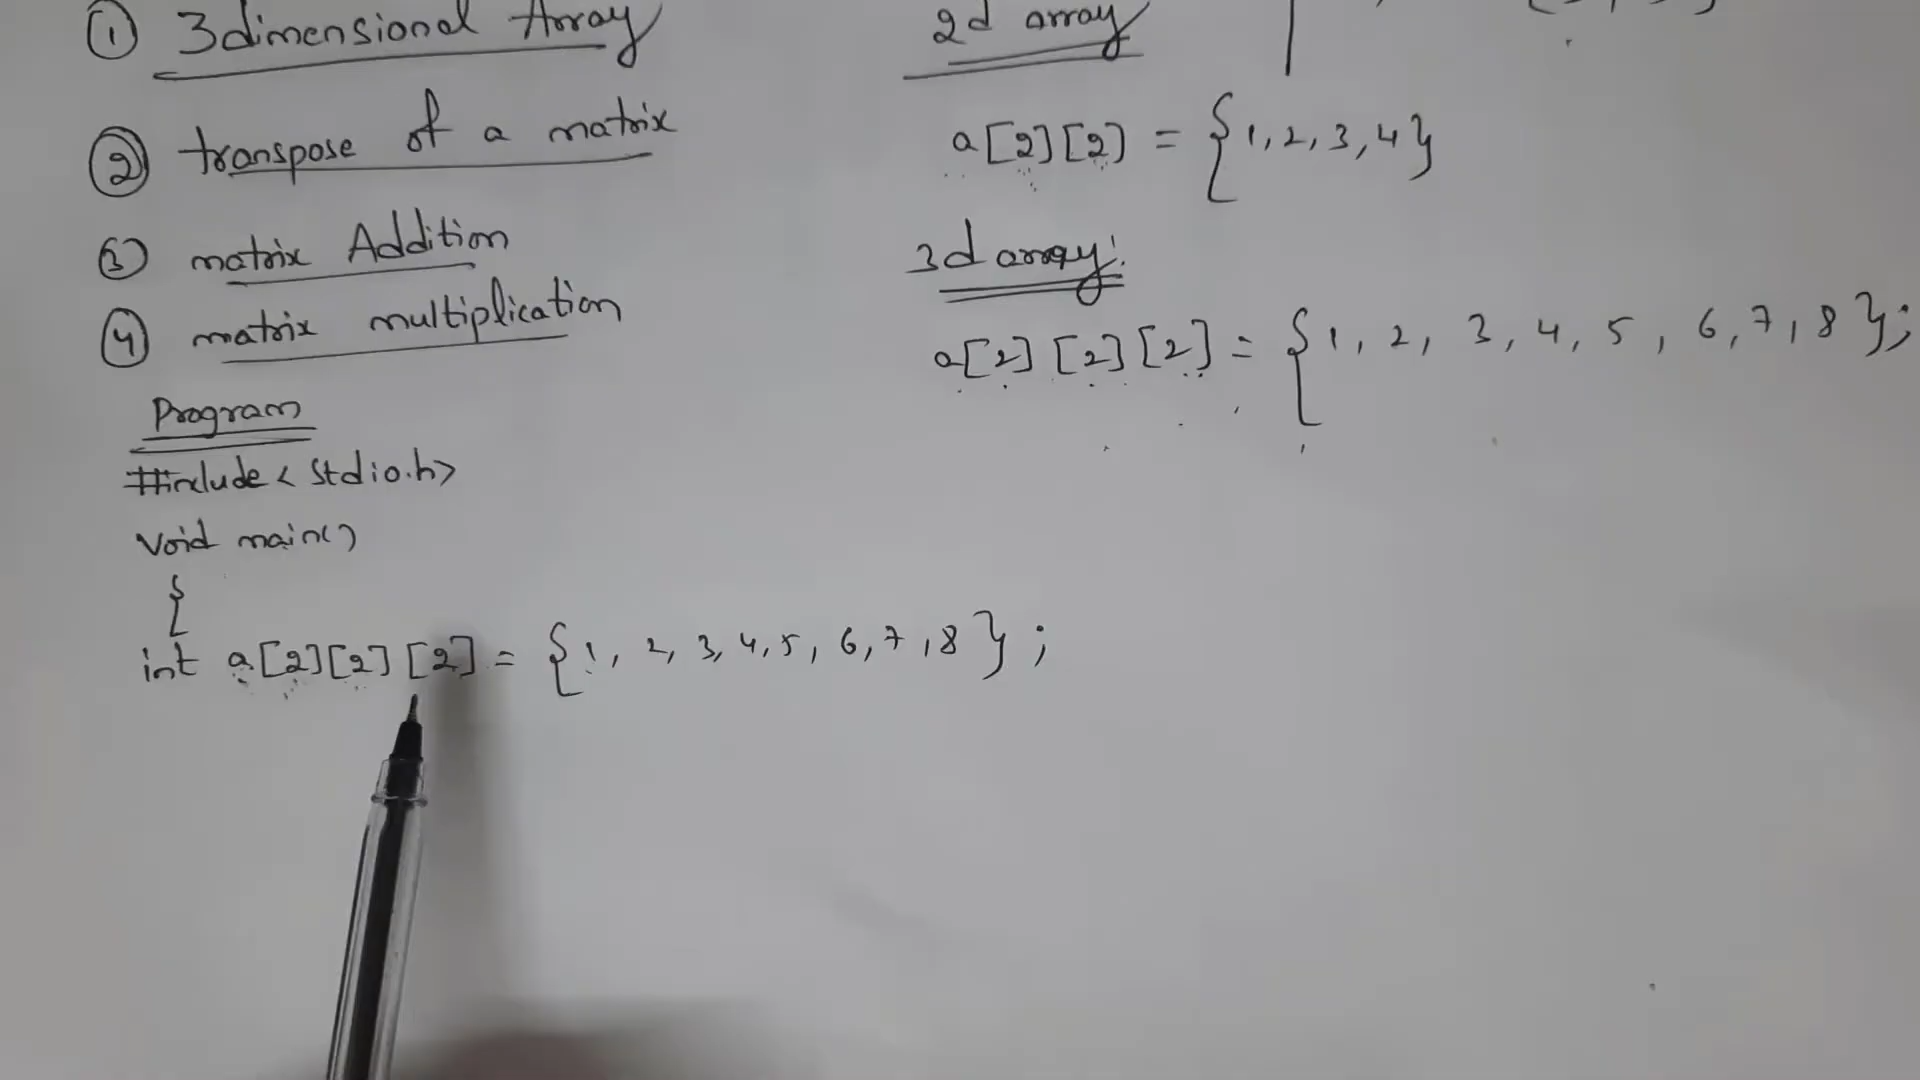 ① 3dimensional Array
② transpose of a matrix
③ matrix Addition
④ matrix multiplication
Program
#include < stdio.h>
void main()
{
int a[2][2][2] = {1, 2, 3, 4, 5, 6, 7, 8};
2d array
a[2][2] = {1, 2, 3, 4}
3d array:
a[2][2][2] = {1, 2, 3, 4, 5, 6, 7, 8};